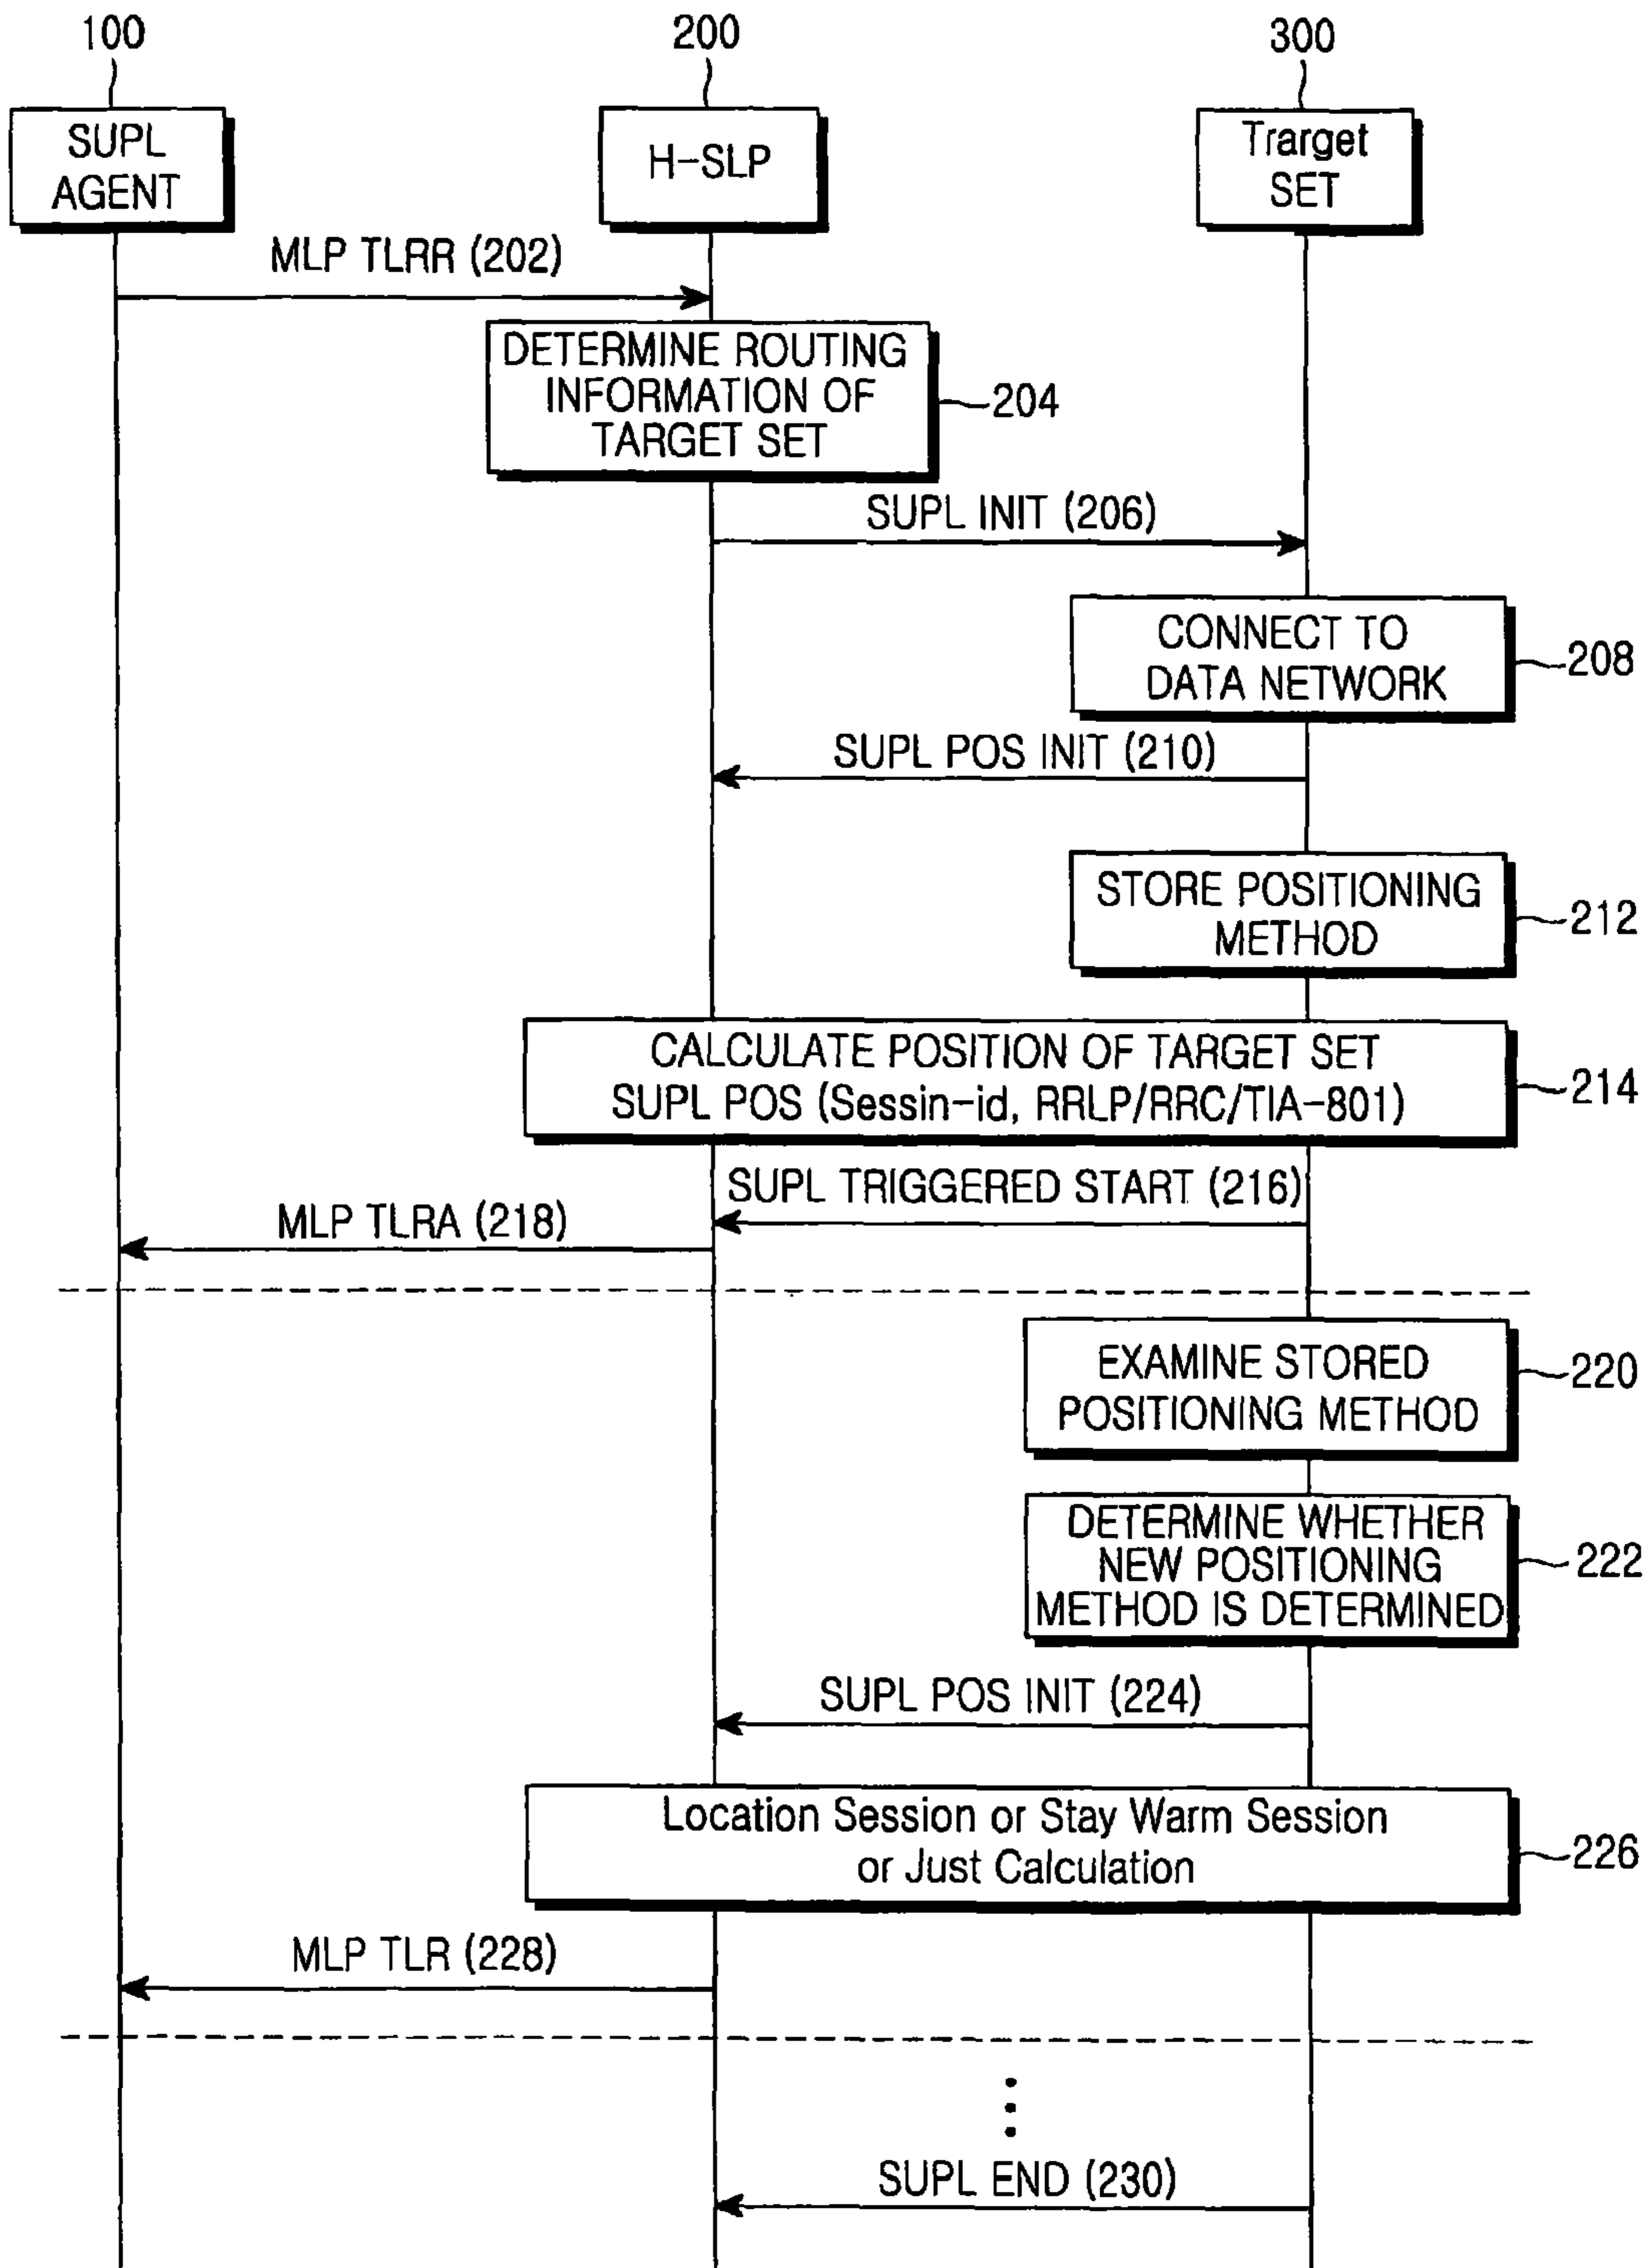 100
200
300
SUPL
AGENT
H-SLP
Trarget
SET
MLP TLRR (202)
DETERMINE ROUTING
INFORMATION OF
TARGET SET
204
SUPL INIT (206)
CONNECT TO
DATA NETWORK
208
SUPL POS INIT (210)
STORE POSITIONING
METHOD
212
CALCULATE POSITION OF TARGET SET
SUPL POS (Sessin-id, RRLP/RRC/TIA-801)
214
SUPL TRIGGERED START (216)
MLP TLRA (218)
EXAMINE STORED
POSITIONING METHOD
220
DETERMINE WHETHER
NEW POSITIONING
METHOD IS DETERMINED
222
SUPL POS INIT (224)
Location Session or Stay Warm Session
or Just Calculation
226
MLP TLR (228)
SUPL END (230)